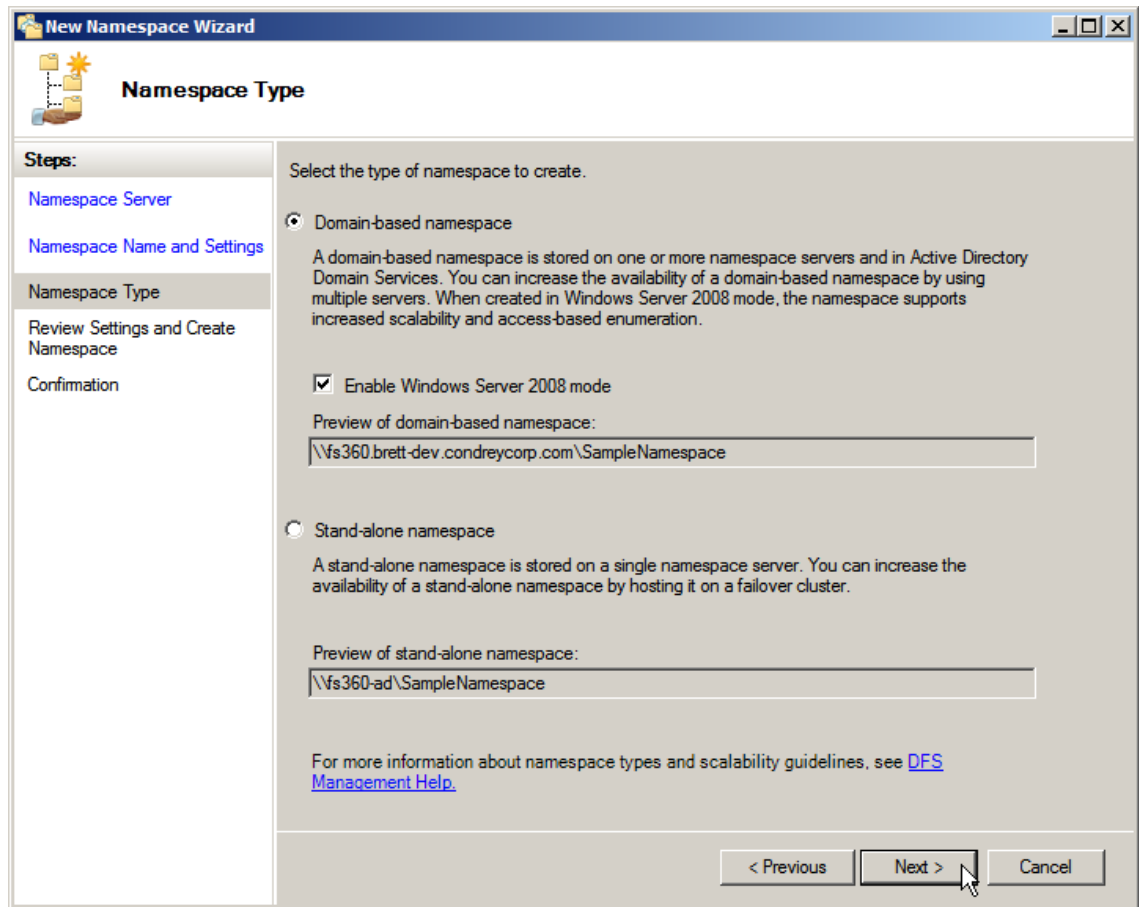 New Namespace Wizard
Namespace Type
Steps:
Namespace Server
Namespace Name and Settings
Namespace Type
Review Settings and Create
Namespace
Confirmation
Select the type of namespace to create.
Domain-based namespace
A domain-based namespace is stored on one or more namespace servers and in Active Directory
Domain Services. You can increase the availability of a domain-based namespace by using
multiple servers. When created in Windows Server 2008 mode, the namespace supports
increased scalability and access-based enumeration.
Enable Windows Server 2008 mode
Preview of domain-based namespace:
\\fs360.brett-dev.condreycorp.com\SampleNamespace
Stand-alone namespace
A stand-alone namespace is stored on a single namespace server. You can increase the
availability of a stand-alone namespace by hosting it on a failover cluster.
Preview of stand-alone namespace:
\\fs360-ad\SampleNamespace
For more information about namespace types and scalability guidelines, see DFS
Management Help.
< Previous
Next >
Cancel